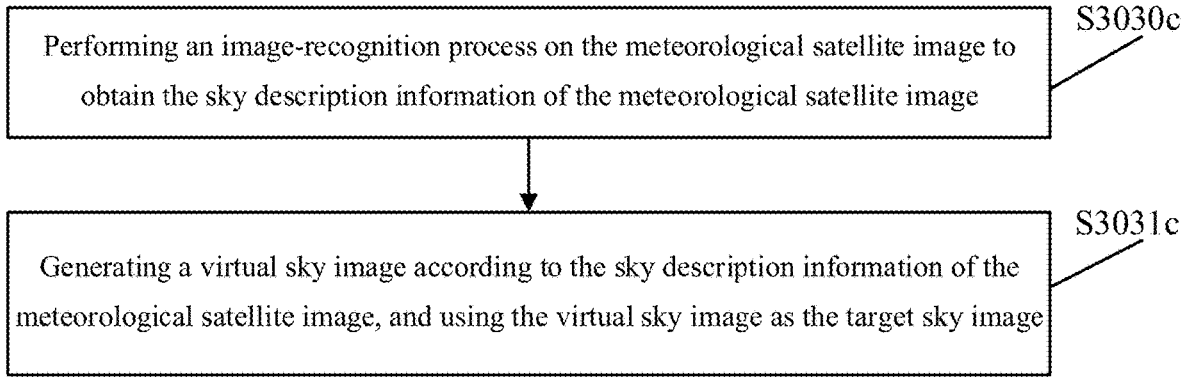 S3030c
Performing an image-recognition process on the meteorological satellite image to
obtain the sky description information of the meteorological satellite image
S3031c
Generating a virtual sky image according to the sky description information of the
meteorological satellite image, and using the virtual sky image as the target sky image